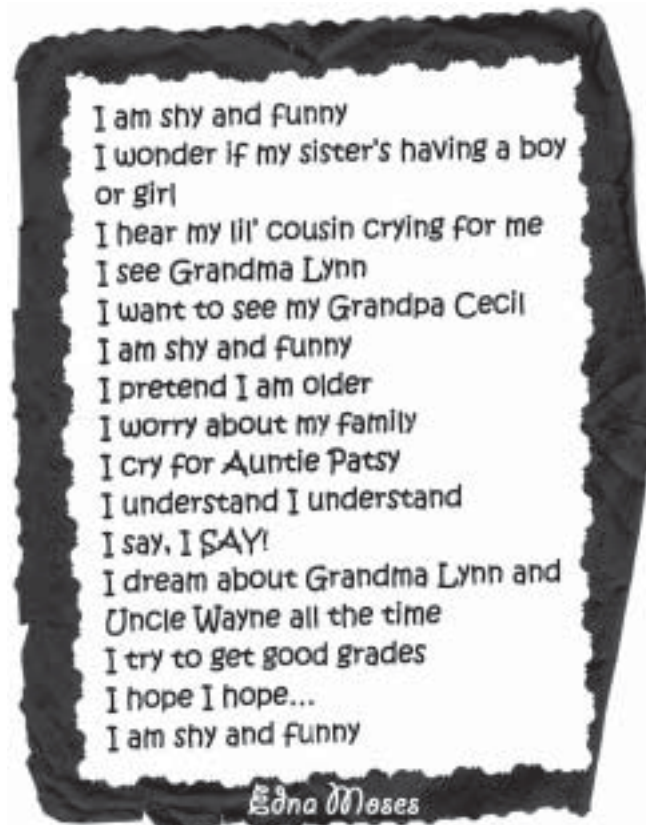 I am shy and funny
I wonder if my sister's having a boy
or girl
I hear my lil' cousin crying for me
I see Grandma Lynn
I want to see my Grandpa Cecil
I am shy and funny
I pretend I am older
I worry about my family
I cry for Auntie Patsy
I understand I understand
I say, I SAY!
I dream about Grandma Lynn and
Uncle Wayne all the time
I try to get good grades
I hope I hope...
I am shy and funny
Edna Moses